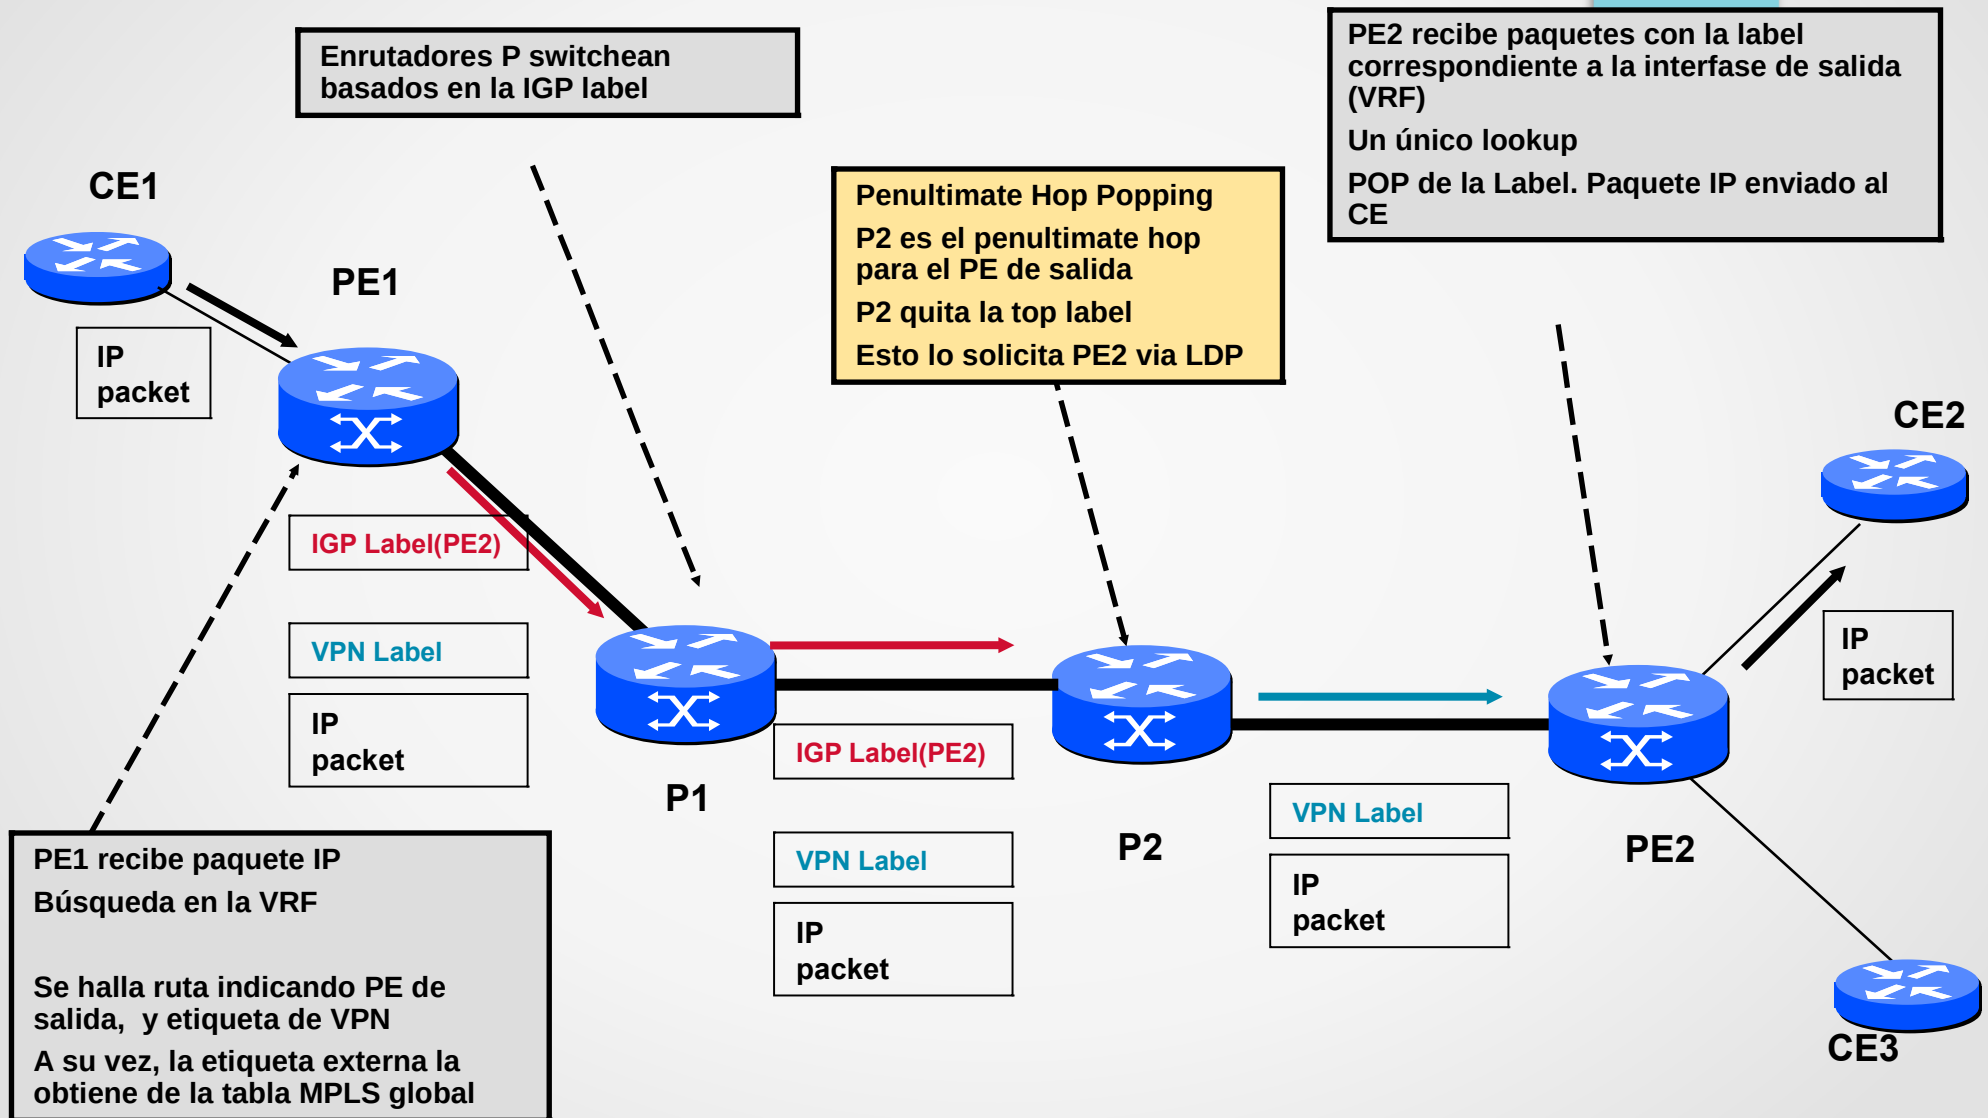 Enrutadores P switchean
basados en la IGP label
PE2 recibe paquetes con la label
correspondiente a la interfase de salida
(VRF)
Un único lookup
POP de la Label. Paquete IP enviado al
CE
Penultimate Hop Popping
P2 es el penultimate hop
para el PE de salida
P2 quita la top label
Esto lo solicita PE2 via LDP
CE1
PE1
IP
packet
CE2
IGP Label(PE2)
VPN Label
IP
packet
IP
packet
P1
IGP Label(PE2)
VPN Label
IP
packet
P2
VPN Label
IP
packet
PE2
CE3
PE1 recibe paquete IP
Búsqueda en la VRF
Se halla ruta indicando PE de
salida, y etiqueta de VPN
A su vez, la etiqueta externa la
obtiene de la tabla MPLS global